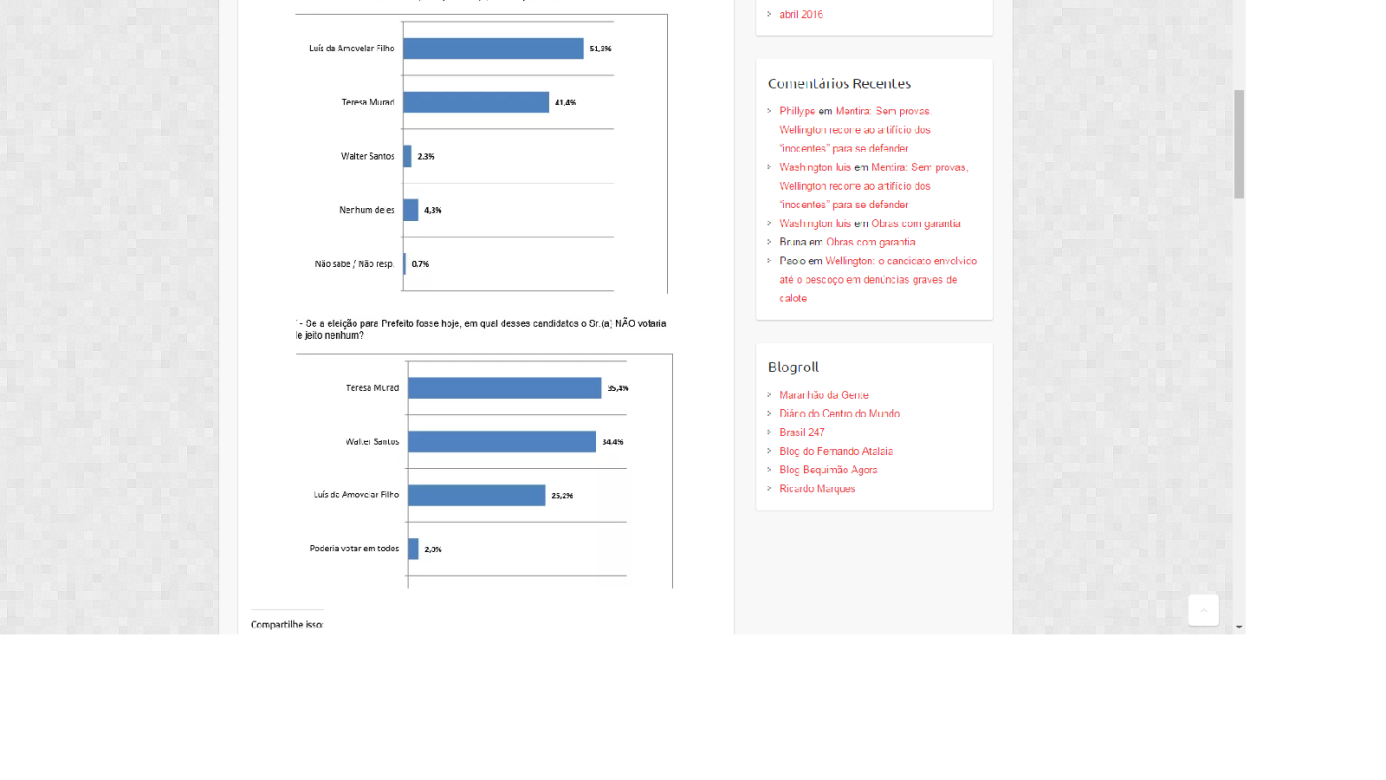 Luís da Amovelar Filho 51,3%
Teresa Murad 41,4%
Walter Santos 2,3%
Nenhum deles 4,3%
Não sabe / Não resp. 0,7%
- Se a eleição para Prefeito fosse hoje, em qual desses candidatos o Sr.(a) NÃO votaria
de jeito nenhum?
Teresa Murad 35,4%
Walter Santos 34,4%
Luís da Amovelar Filho 25,2%
Poderia votar em todos 2,0%
Compartilhe isso:
abril 2016
Comentários Recentes
Phillype em Mentira: Sem provas,
Wellington recorre ao artifício dos
“inocentes” para se defender
Washington luis em Mentira: Sem provas,
Wellington recorre ao artifício dos
“inocentes” para se defender
Washington luis em Obras com garantia
Bruna em Obras com garantia
Paolo em Wellington: o candidato envolvido
até o pescoço em denúncias graves de
calote
Blogroll
Maranhão da Gente
Diário do Centro do Mundo
Brasil 247
Blog do Fernando Atalaia
Blog Bequimão Agora
Ricardo Marques